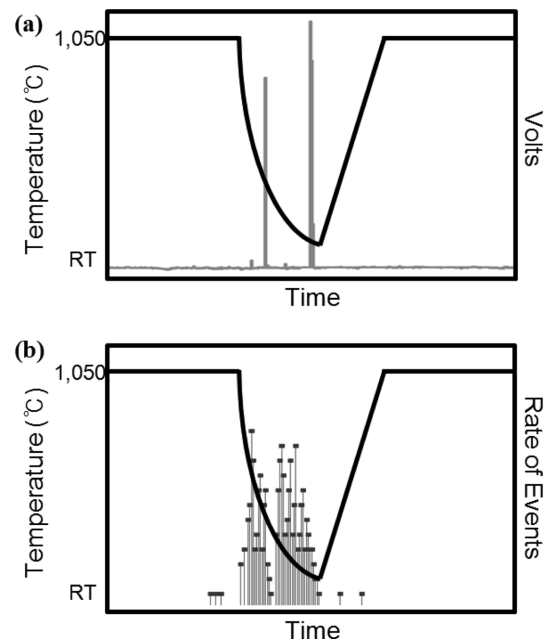 (a)
1,050
Temperature (℃)
RT
Time
Volts
(b)
1,050
Temperature (℃)
RT
Time
Rate of Events